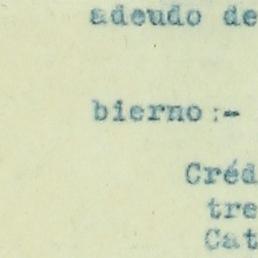 adeudo de
bierno:-
Créd
tre
Cat